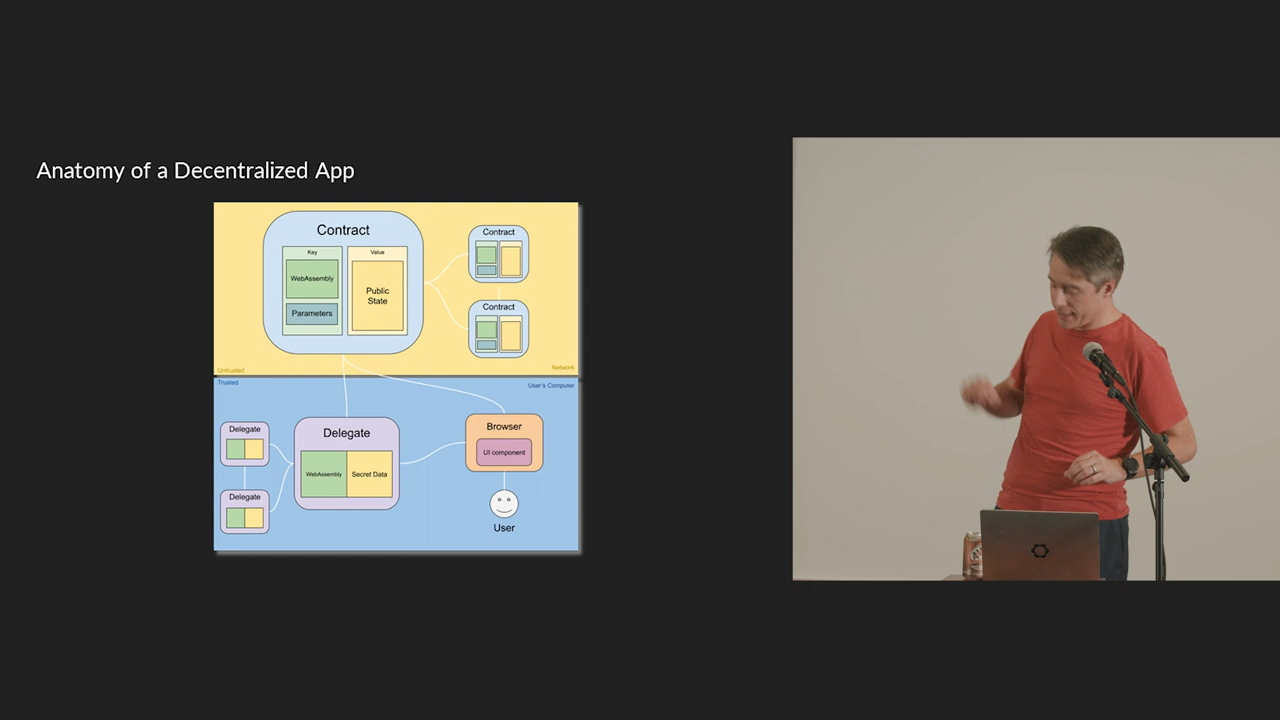 Anatomy of a Decentralized App
Contract
Key
Value
WebAssembly
Parameters
Public
State
Contract
Contract
Untrusted
Network
Trusted
User's Computer
Delegate
Delegate
Delegate
WebAssembly
Secret Data
Browser
UI component
User